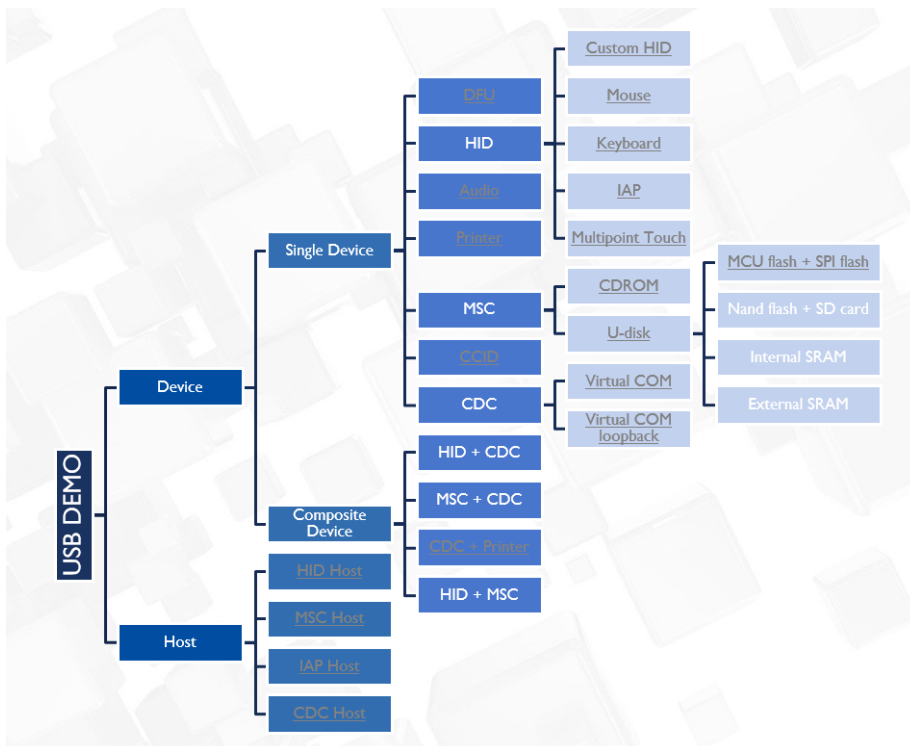 USB DEMO
Device
Single Device
DFU
HID
Custom HID
Mouse
Keyboard
IAP
Multipoint Touch
Audio
Printer
MSC
CDROM
U-disk
MCU flash + SPI flash
Nand flash + SD card
Internal SRAM
External SRAM
CCID
CDC
Virtual COM
Virtual COM
loopback
Composite
Device
HID + CDC
MSC + CDC
CDC + Printer
HID + MSC
Host
HID Host
MSC Host
IAP Host
CDC Host